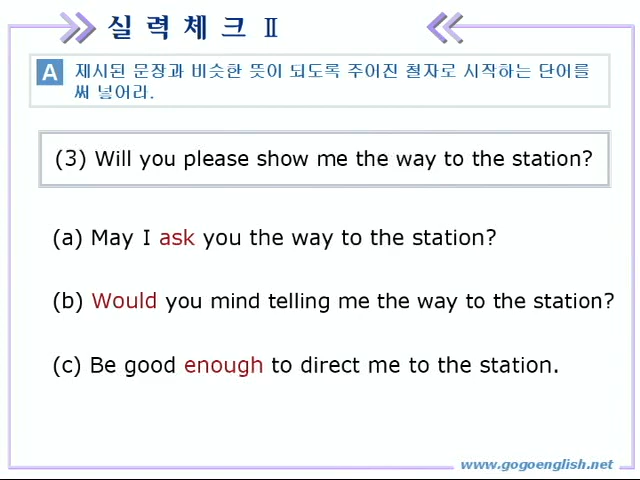 실 력 체 크 Ⅱ
A 제시된 문장과 비슷한 뜻이 되도록 주어진 철자로 시작하는 단어를
써 넣어라.
(3) Will you please show me the way to the station?
(a) May I ask you the way to the station?
(b) Would you mind telling me the way to the station?
(c) Be good enough to direct me to the station.
www.gogoenglish.net